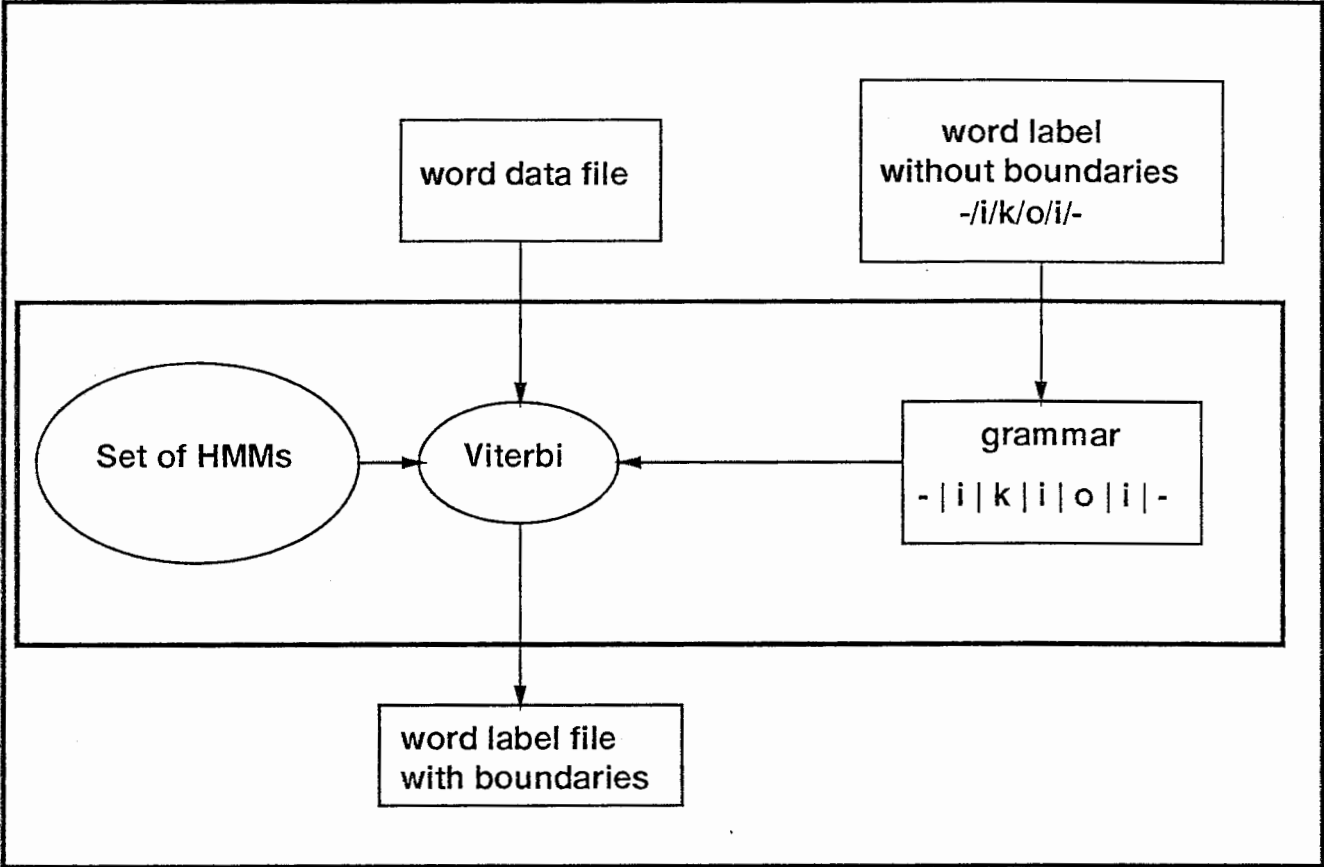 word data file
word label
without boundaries
-/i/k/o/i/-
Set of HMMs
Viterbi
grammar
- | i | k | i | o | i | -
word label file
with boundaries